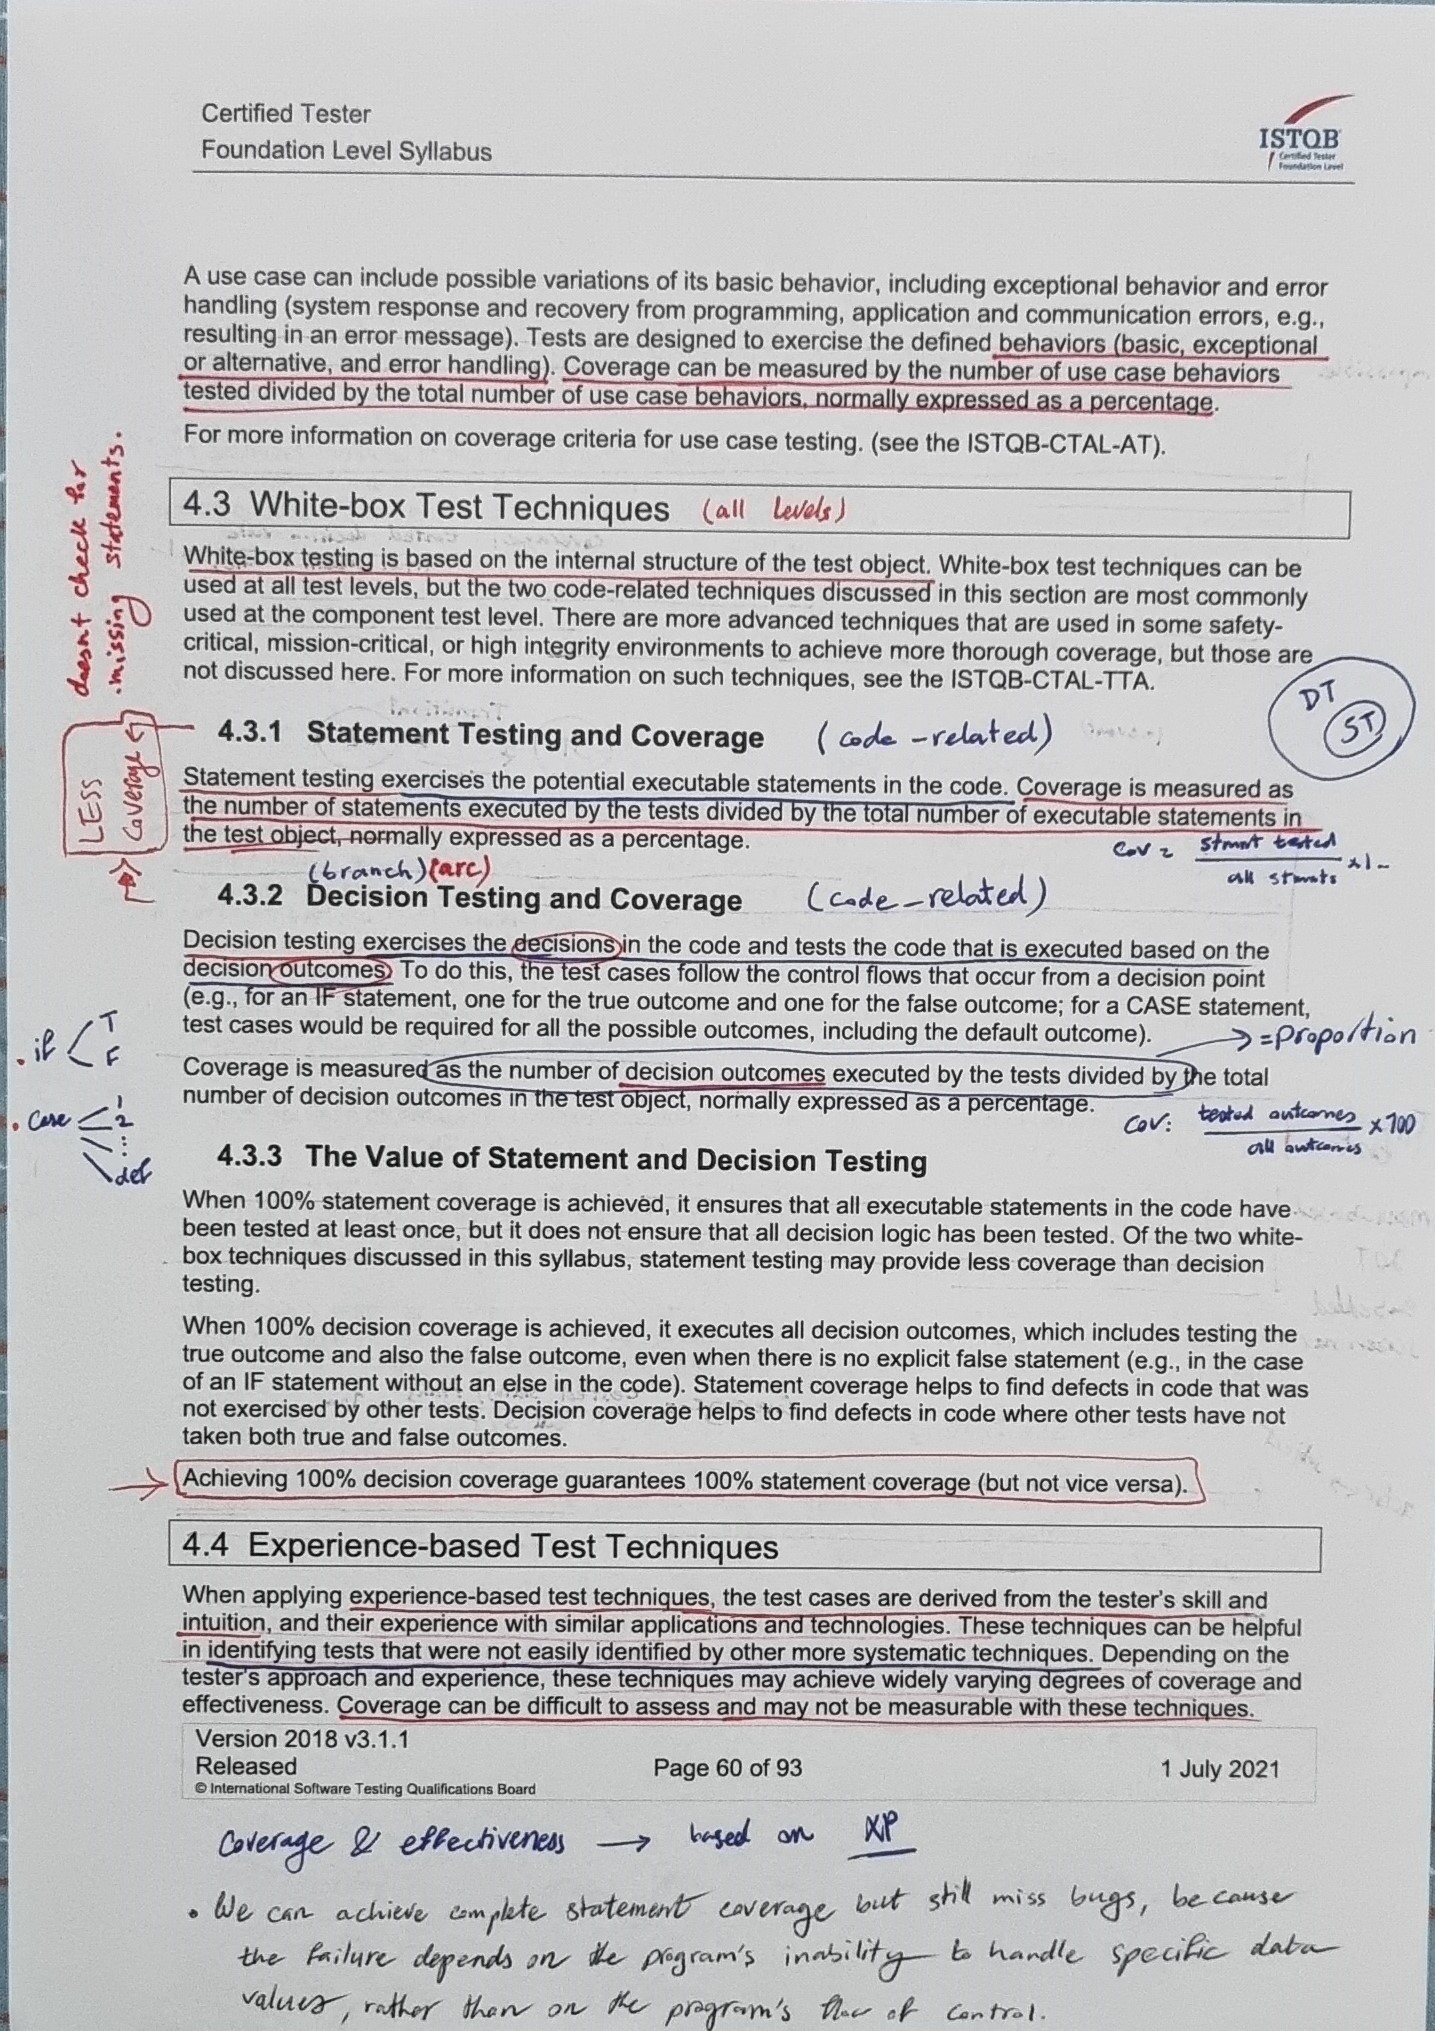 Certified Tester
Foundation Level Syllabus
ISTQB
Certified Tester
Foundation Level
A use case can include possible variations of its basic behavior, including exceptional behavior and error
handling (system response and recovery from programming, application and communication errors, e.g.,
resulting in an error message). Tests are designed to exercise the defined behaviors (basic, exceptional
or alternative, and error handling). Coverage can be measured by the number of use case behaviors
tested divided by the total number of use case behaviors, normally expressed as a percentage.
For more information on coverage criteria for use case testing. (see the ISTQB-CTAL-AT).
doesnt check for
.missing statements.
4.3 White-box Test Techniques (all Levels)
White-box testing is based on the internal structure of the test object. White-box test techniques can be
used at all test levels, but the two code-related techniques discussed in this section are most commonly
used at the component test level. There are more advanced techniques that are used in some safety-
critical, mission-critical, or high integrity environments to achieve more thorough coverage, but those are
not discussed here. For more information on such techniques, see the ISTQB-CTAL-TTA.
DT
ST
4.3.1 Statement Testing and Coverage (code-related)
LESS
Coverage
Statement testing exercises the potential executable statements in the code. Coverage is measured as
the number of statements executed by the tests divided by the total number of executable statements in
the test object, normally expressed as a percentage.
Cov = stmnt tested
all stmnts ×1-
(branch)(arc)
4.3.2 Decision Testing and Coverage (code-related)
Decision testing exercises the decisions in the code and tests the code that is executed based on the
decision outcomes. To do this, the test cases follow the control flows that occur from a decision point
(e.g., for an IF statement, one for the true outcome and one for the false outcome; for a CASE statement,
test cases would be required for all the possible outcomes, including the default outcome).
→ =proportion
. if < T
F
Coverage is measured as the number of decision outcomes executed by the tests divided by the total
number of decision outcomes in the test object, normally expressed as a percentage.
. Case 1
2
...
def
Cov: tested outcomes
all outcomes ×100
4.3.3 The Value of Statement and Decision Testing
When 100% statement coverage is achieved, it ensures that all executable statements in the code have
been tested at least once, but it does not ensure that all decision logic has been tested. Of the two white-
box techniques discussed in this syllabus, statement testing may provide less coverage than decision
testing.
When 100% decision coverage is achieved, it executes all decision outcomes, which includes testing the
true outcome and also the false outcome, even when there is no explicit false statement (e.g., in the case
of an IF statement without an else in the code). Statement coverage helps to find defects in code that was
not exercised by other tests. Decision coverage helps to find defects in code where other tests have not
taken both true and false outcomes.
→ Achieving 100% decision coverage guarantees 100% statement coverage (but not vice versa).
4.4 Experience-based Test Techniques
When applying experience-based test techniques, the test cases are derived from the tester's skill and
intuition, and their experience with similar applications and technologies. These techniques can be helpful
in identifying tests that were not easily identified by other more systematic techniques. Depending on the
tester's approach and experience, these techniques may achieve widely varying degrees of coverage and
effectiveness. Coverage can be difficult to assess and may not be measurable with these techniques.
Version 2018 v3.1.1
Released Page 60 of 93 1 July 2021
© International Software Testing Qualifications Board
Coverage & effectiveness → based on XP
• We can achieve complete statement coverage but still miss bugs, because
the failure depends on the program's inability to handle specific data
values, rather than on the program's flow of control.